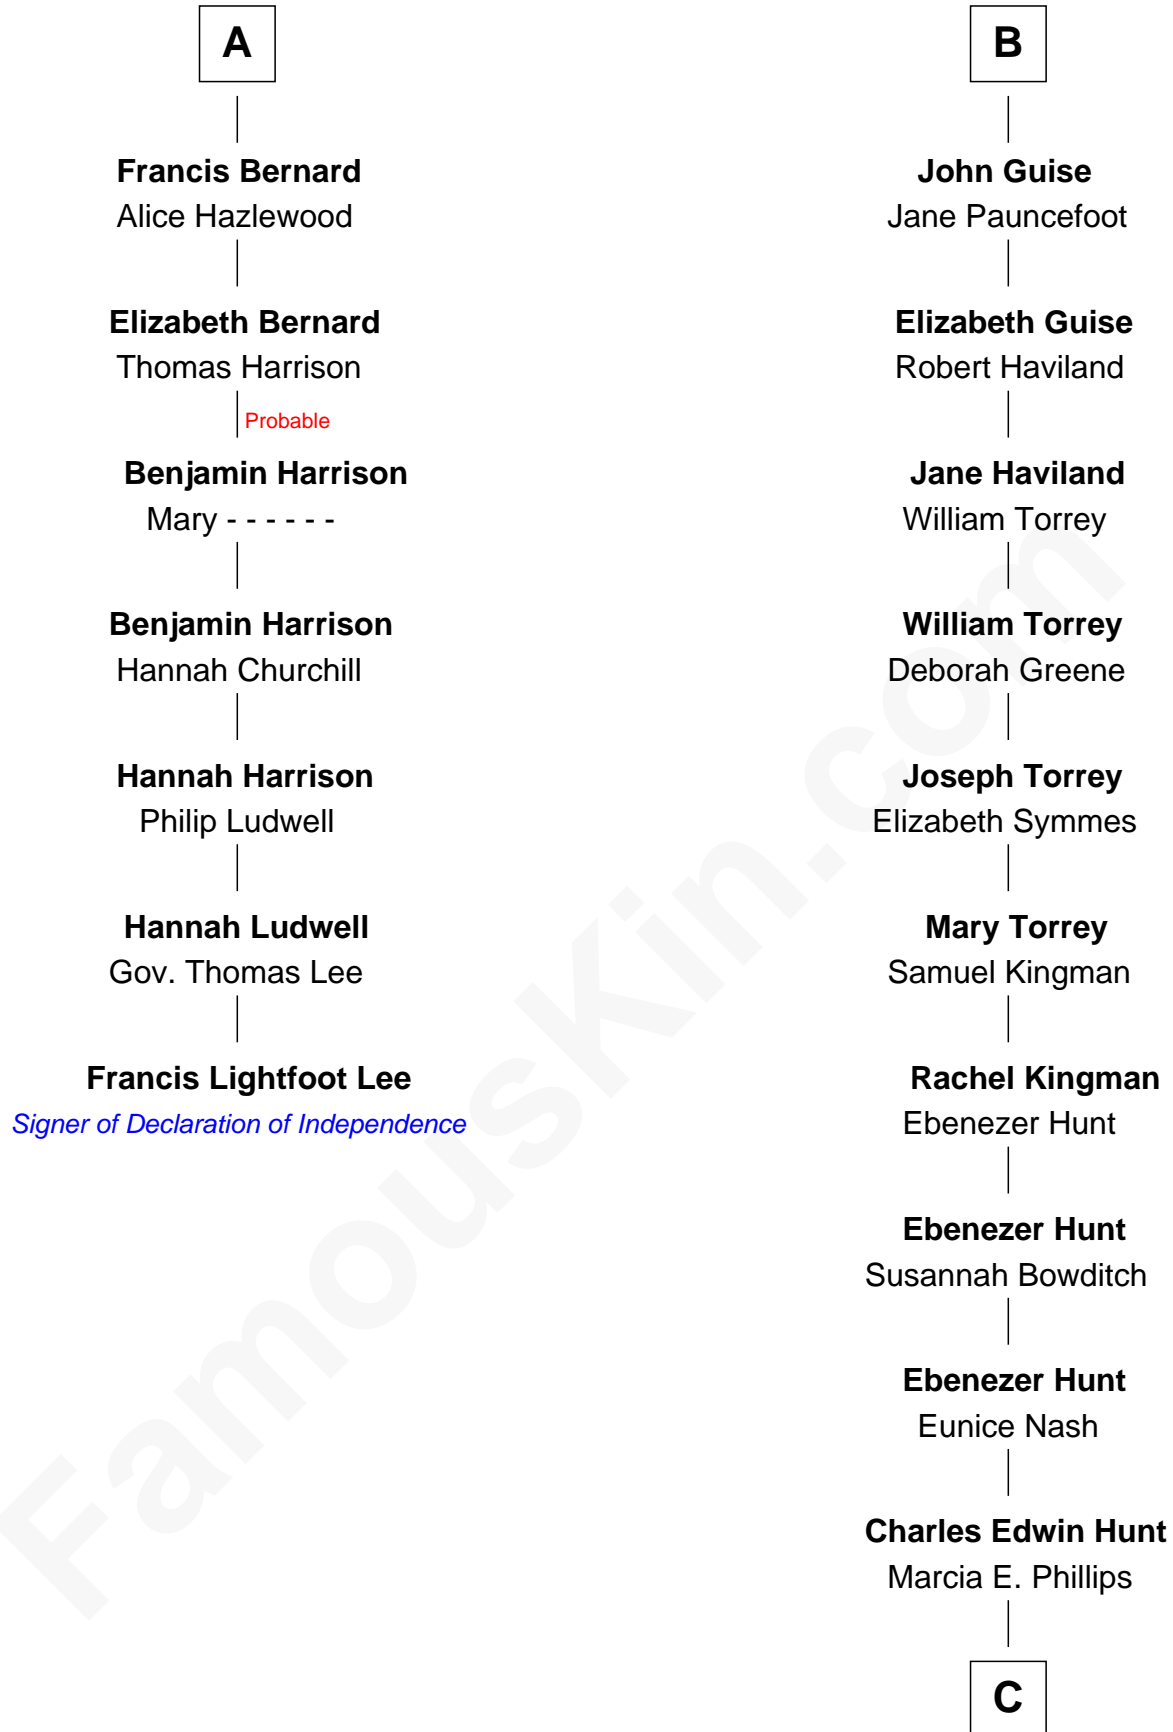 A
Francis Bernard
Alice Hazlewood
Elizabeth Bernard
Thomas Harrison
Probable
Benjamin Harrison
Mary - - - - - -
Benjamin Harrison
Hannah Churchill
Hannah Harrison
Philip Ludwell
Hannah Ludwell
Gov. Thomas Lee
Francis Lightfoot Lee
Signer of Declaration of Independence
B
John Guise
Jane Pauncefoot
Elizabeth Guise
Robert Haviland
Jane Haviland
William Torrey
William Torrey
Deborah Greene
Joseph Torrey
Elizabeth Symmes
Mary Torrey
Samuel Kingman
Rachel Kingman
Ebenezer Hunt
Ebenezer Hunt
Susannah Bowditch
Ebenezer Hunt
Eunice Nash
Charles Edwin Hunt
Marcia E. Phillips
C
FamousKin.com